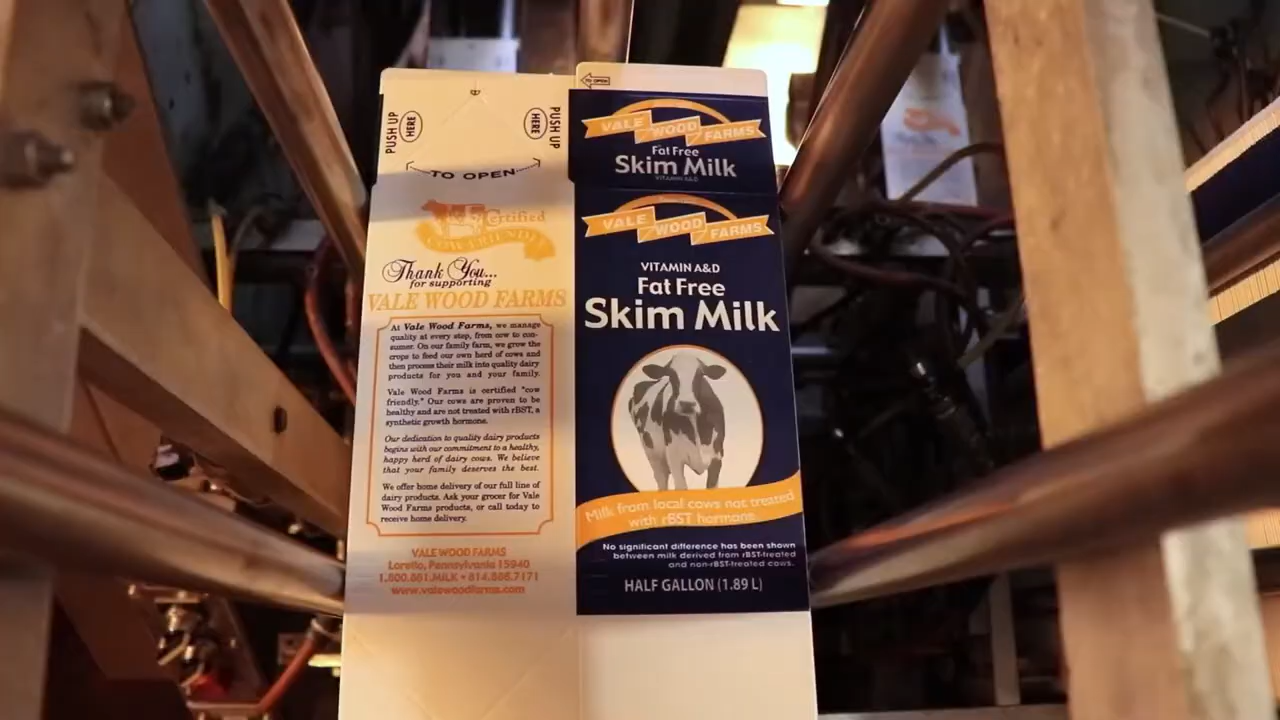 PUSH UP
HERE
HERE
PUSH UP
TO OPEN
Certified
COW FRIENDLY
Thank You...
for supporting
VALE WOOD FARMS
At Vale Wood Farms, we manage
quality at every step, from cow to con-
sumer. On our family farm, we grow the
crops to feed our own herd of cows and
then process their milk into quality dairy
products for you and your family.
Vale Wood Farms is certified "cow
friendly." Our cows are proven to be
healthy and are not treated with rBST, a
synthetic growth hormone.
Our dedication to quality dairy products
begins with our commitment to a healthy,
happy herd of dairy cows. We believe
that your family deserves the best.
We offer home delivery of our full line of
dairy products. Ask your grocer for Vale
Wood Farms products, or call today to
receive home delivery.
VALE WOOD FARMS
Loretto, Pennsylvania 15940
1.800.861.MILK • 814.886.7171
www.valewoodfarms.com
TO OPEN
VALE WOOD FARMS
Fat Free
Skim Milk
VITAMIN A&D
VALE WOOD FARMS
VITAMIN A&D
Fat Free
Skim Milk
Milk from local cows not treated
with rBST hormone.
No significant difference has been shown
between milk derived from rBST-treated
and non-rBST-treated cows.
HALF GALLON (1.89 L)